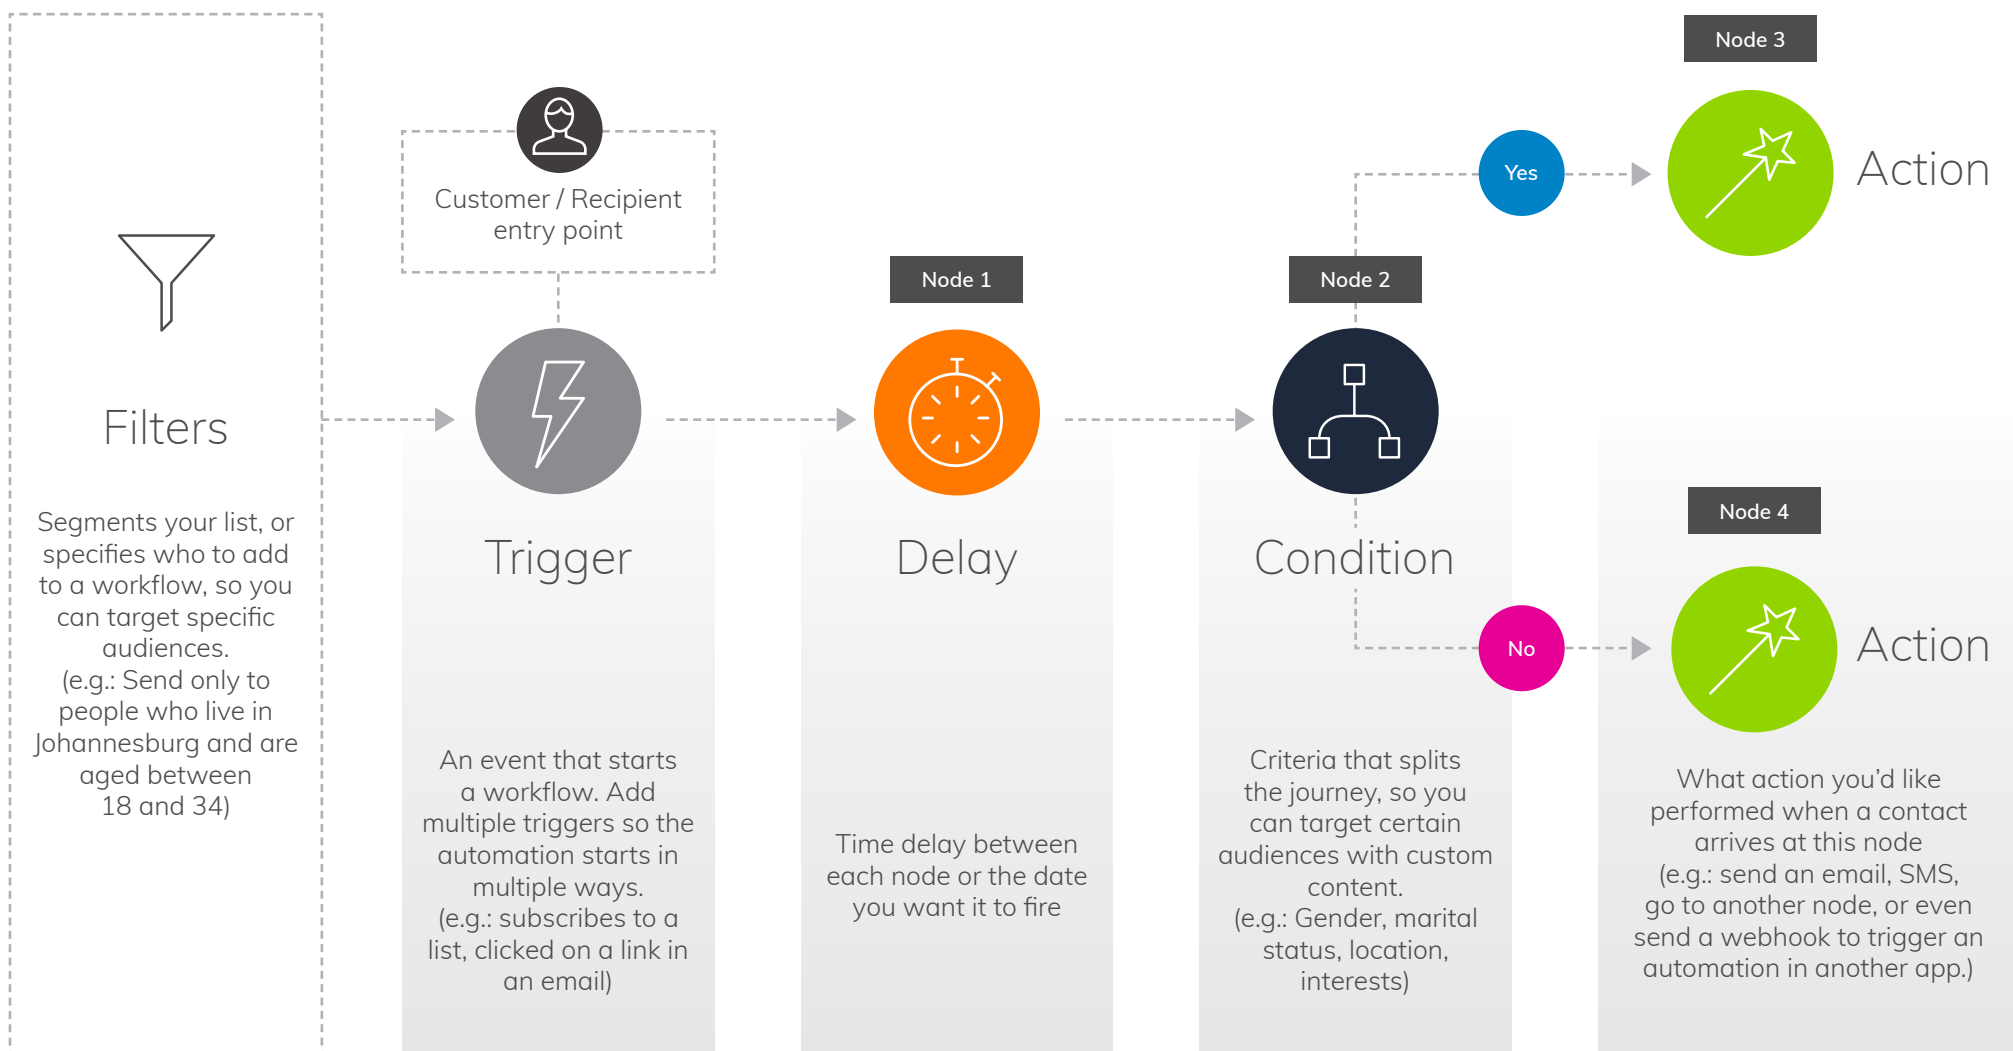 Filters
Segments your list, or
specifies who to add
to a workflow, so you
can target specific
audiences.
(e.g.: Send only to
people who live in
Johannesburg and are
aged between
18 and 34)
Customer / Recipient
entry point
Trigger
An event that starts
a workflow. Add
multiple triggers so the
automation starts in
multiple ways.
(e.g.: subscribes to a
list, clicked on a link in
an email)
Node 1
Delay
Time delay between
each node or the date
you want it to fire
Node 2
Condition
Criteria that splits
the journey, so you
can target certain
audiences with custom
content.
(e.g.: Gender, marital
status, location,
interests)
Yes
Node 3
Action
No
Node 4
Action
What action you’d like
performed when a contact
arrives at this node
(e.g.: send an email, SMS,
go to another node, or even
send a webhook to trigger an
automation in another app.)